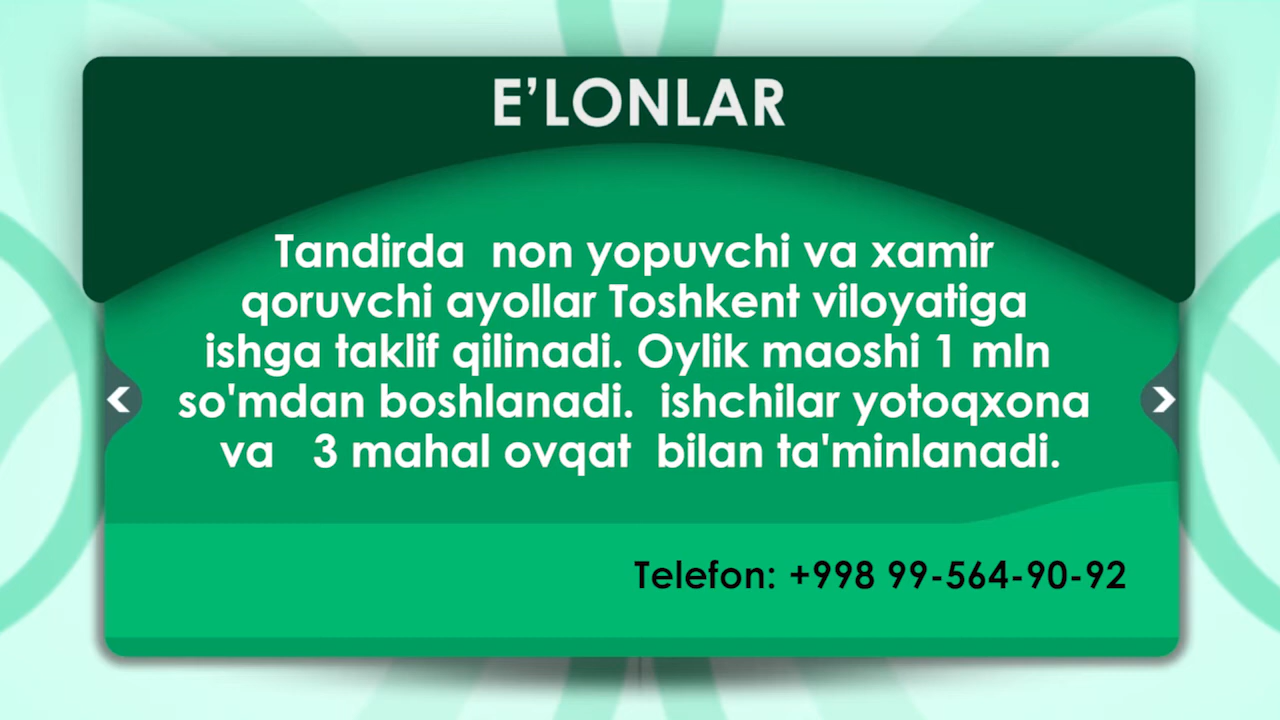 E’LONLAR
Tandirda non yopuvchi va xamir
qoruvchi ayollar Toshkent viloyatiga
ishga taklif qilinadi. Oylik maoshi 1 mln
so'mdan boshlanadi. ishchilar yotoqxona
va 3 mahal ovqat bilan ta'minlanadi.
Telefon: +998 99-564-90-92